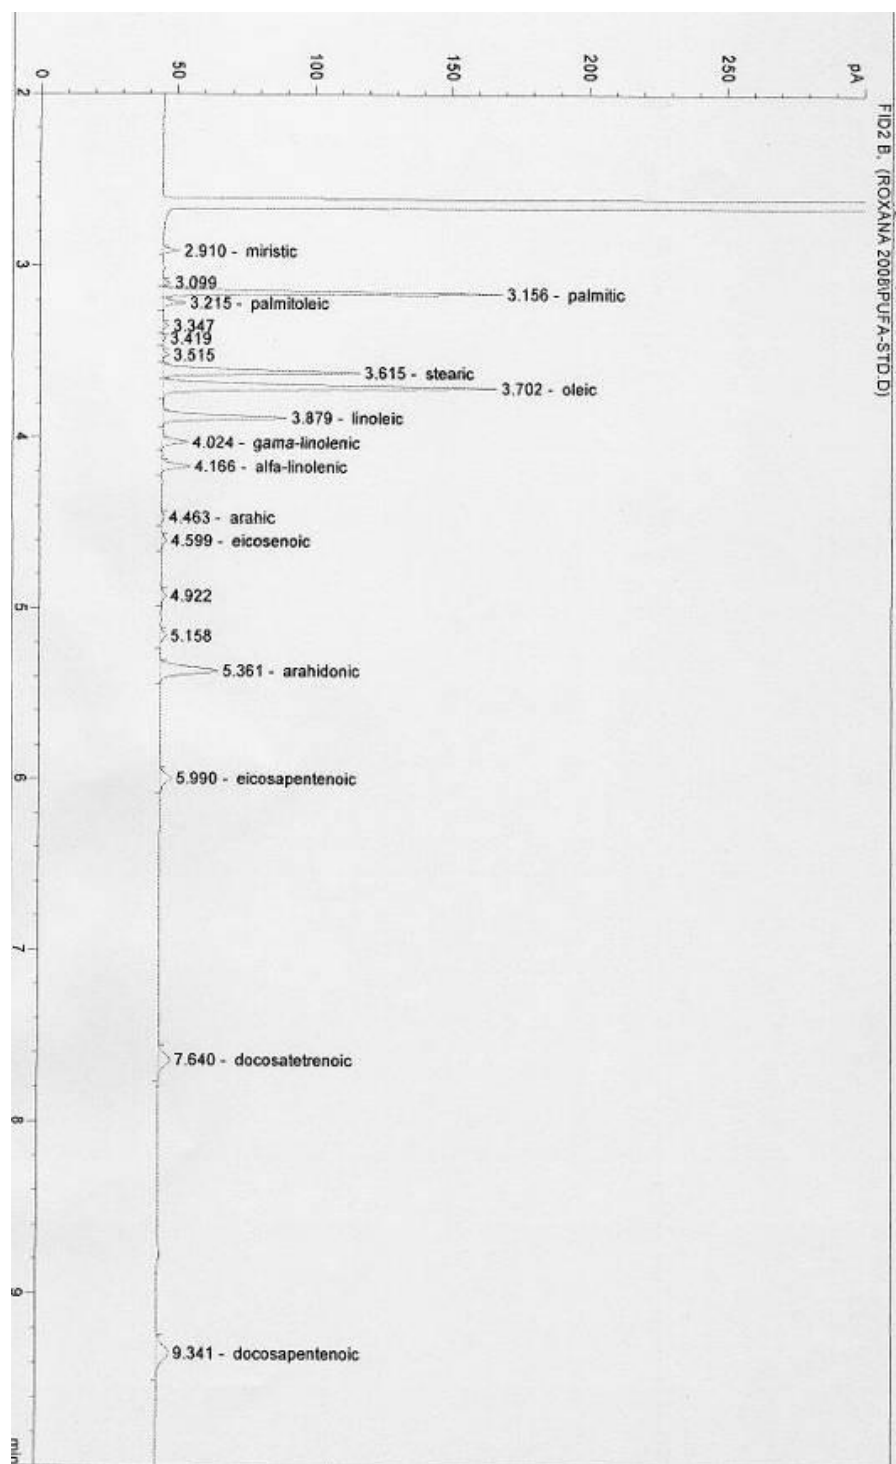 FID2 B, (ROXANA 2008\PUFA-STD.D)
pA
250
200
150
100
50
0
2
2.910 - miristic
3
3.099
3.156 - palmitic
3.215 - palmitoleic
3.347
3.419
3.515
3.615 - stearic
3.702 - oleic
3.879 - linoleic
4
4.024 - gama-linolenic
4.166 - alfa-linolenic
4.463 - arahic
4.599 - eicosenoic
4.922
5
5.158
5.361 - arahidonic
6
5.990 - eicosapentenoic
7
7.640 - docosatetrenoic
8
9
9.341 - docosapentenoic
min